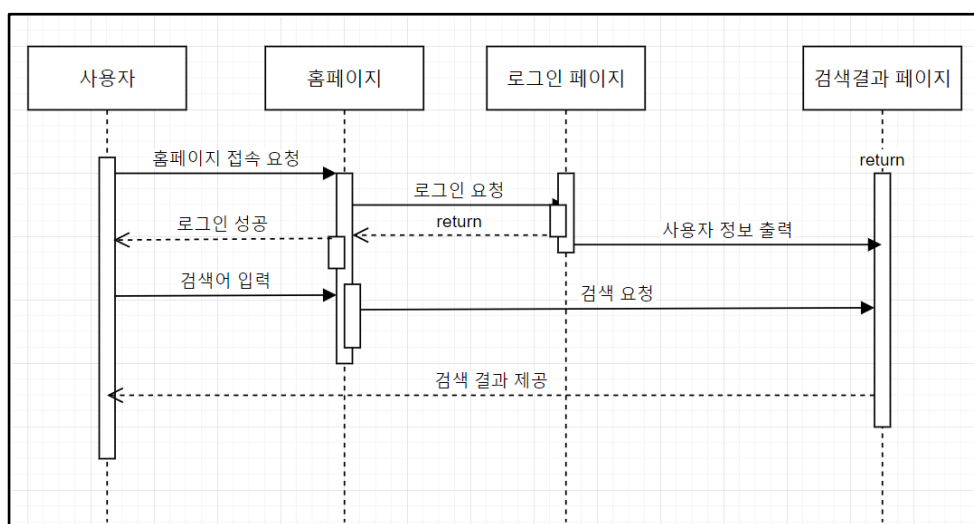 사용자
홈페이지
로그인 페이지
검색결과 페이지
홈페이지 접속 요청
return
로그인 요청
로그인 성공
return
사용자 정보 출력
검색어 입력
검색 요청
검색 결과 제공